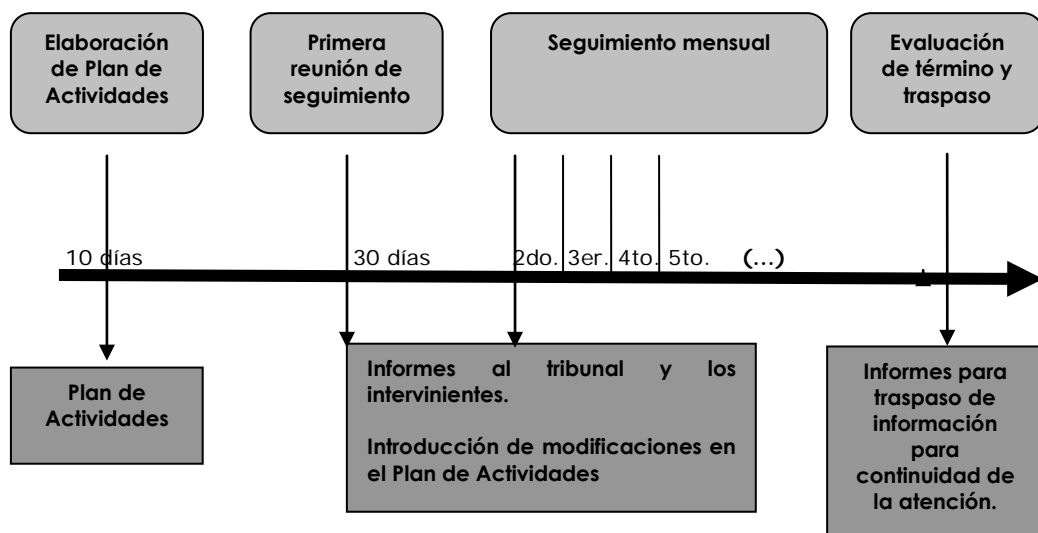 Elaboración
de Plan de
Actividades
Primera
reunión de
seguimiento
Seguimiento mensual
Evaluación
de término y
traspaso
10 días
30 días
2do. 3er. 4to. 5to. (...)
Plan de
Actividades
Informes al tribunal y los
intervinientes.
Introducción de modificaciones en
el Plan de Actividades
Informes para
traspaso de
información
para
continuidad de
la atención.